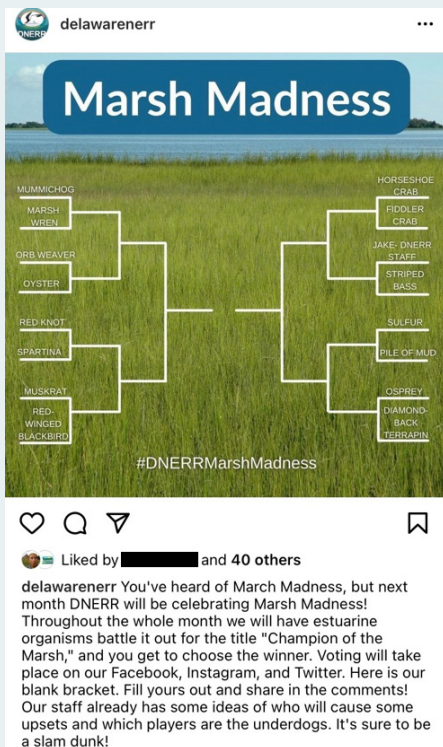 DNERR
delawarenerr
Marsh Madness
MUMMICHOG
MARSH
WREN
ORB WEAVER
OYSTER
RED KNOT
SPARTINA
MUSKRAT
RED-
WINGED
BLACKBIRD
HORSESHOE
CRAB
FIDDLER
CRAB
JAKE- DNERR
STAFF
STRIPED
BASS
SULFUR
PILE OF MUD
OSPREY
DIAMOND-
BACK
TERRAPIN
#DNERRMarshMadness
Liked by and 40 others
delawarenerr You've heard of March Madness, but next
month DNERR will be celebrating Marsh Madness!
Throughout the whole month we will have estuarine
organisms battle it out for the title "Champion of the
Marsh," and you get to choose the winner. Voting will take
place on our Facebook, Instagram, and Twitter. Here is our
blank bracket. Fill yours out and share in the comments!
Our staff already has some ideas of who will cause some
upsets and which players are the underdogs. It's sure to be
a slam dunk!